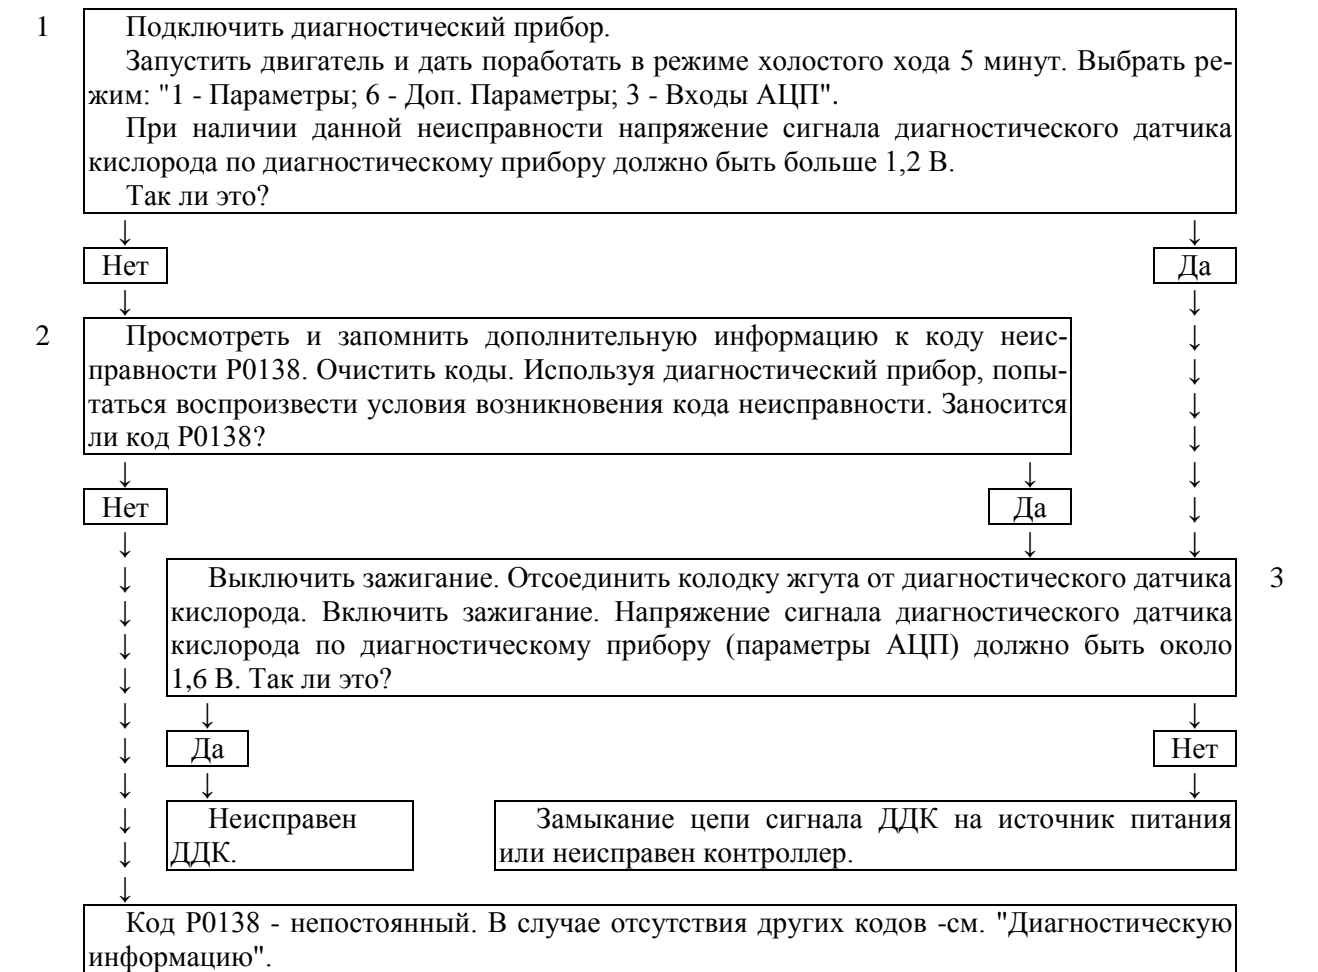 1
Подключить диагностический прибор.
Запустить двигатель и дать поработать в режиме холостого хода 5 минут. Выбрать ре-
жим: "1 - Параметры; 6 - Доп. Параметры; 3 - Входы АЦП".
При наличии данной неисправности напряжение сигнала диагностического датчика
кислорода по диагностическому прибору должно быть больше 1,2 В.
Так ли это?
↓ ↓
Нет Да
↓ ↓
2
Просмотреть и запомнить дополнительную информацию к коду неис-
правности Р0138. Очистить коды. Используя диагностический прибор, попы-
таться воспроизвести условия возникновения кода неисправности. Заносится
ли код Р0138?
↓ ↓ ↓
Нет Да ↓
↓ ↓ ↓
Выключить зажигание. Отсоединить колодку жгута от диагностического датчика
3
кислорода. Включить зажигание. Напряжение сигнала диагностического датчика
кислорода по диагностическому прибору (параметры АЦП) должно быть около
1,6 В. Так ли это?
↓ ↓ ↓
↓ Да Нет
↓ ↓ ↓
Неисправен
ДДК.
Замыкание цепи сигнала ДДК на источник питания
или неисправен контроллер.
↓
Код Р0138 - непостоянный. В случае отсутствия других кодов -см. "Диагностическую
информацию".